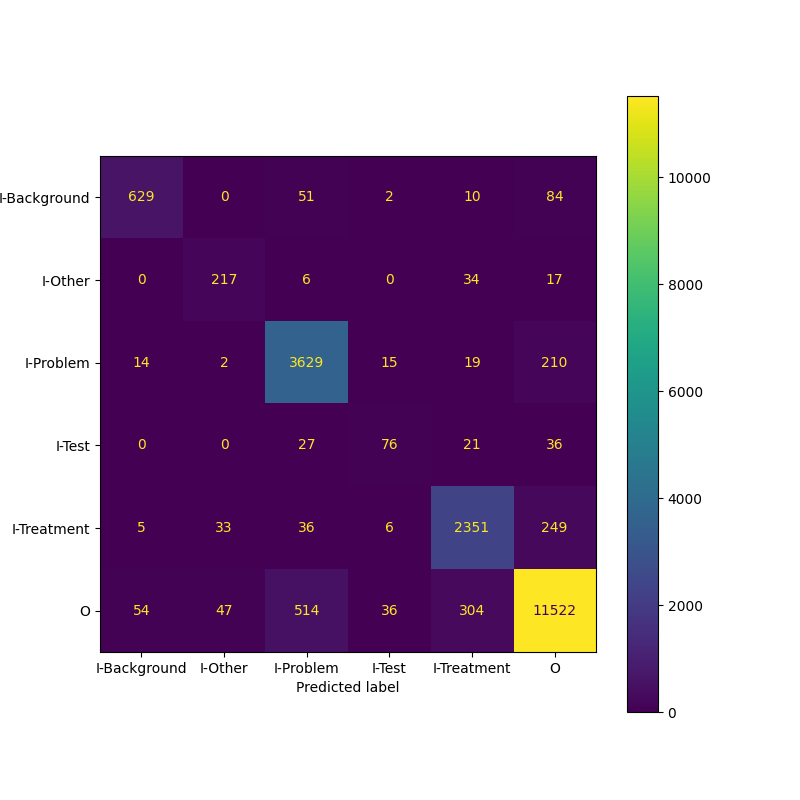 I-Background 629 0 51 2 10 84
I-Other 0 217 6 0 34 17
I-Problem 14 2 3629 15 19 210
I-Test 0 0 27 76 21 36
I-Treatment 5 33 36 6 2351 249
O 54 47 514 36 304 11522
I-Background I-Other I-Problem I-Test I-Treatment O
Predicted label
10000
8000
6000
4000
2000
0